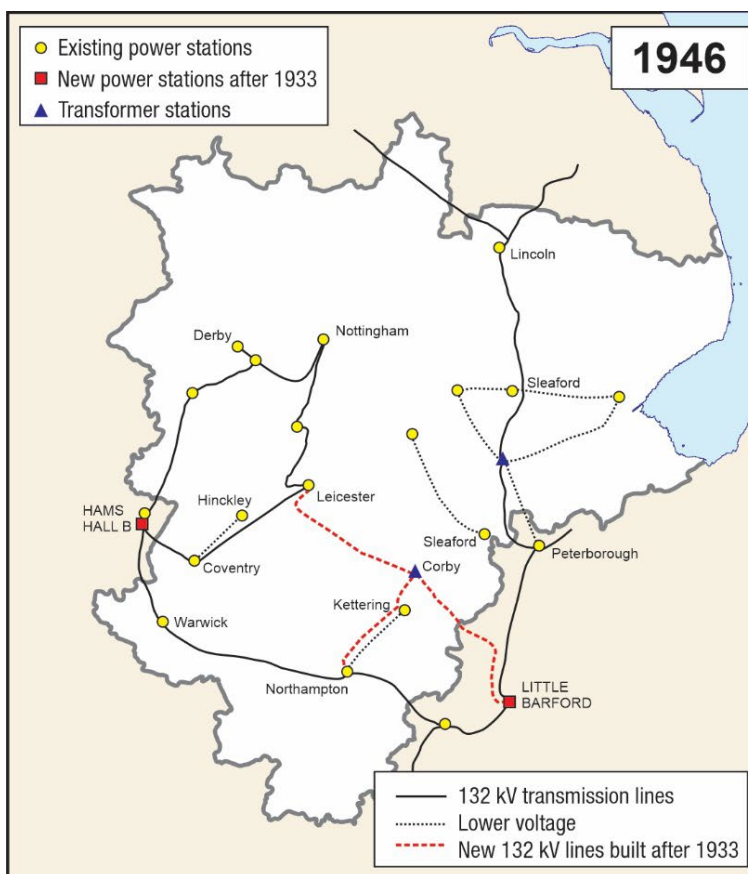 Existing power stations
New power stations after 1933
Transformer stations
1946
Lincoln
Derby
Nottingham
Sleaford
HAMS
HALL B
Hinckley
Leicester
Coventry
Sleaford
Peterborough
Corby
Kettering
Warwick
Northampton
LITTLE
BARFORD
132 kV transmission lines
Lower voltage
New 132 kV lines built after 1933